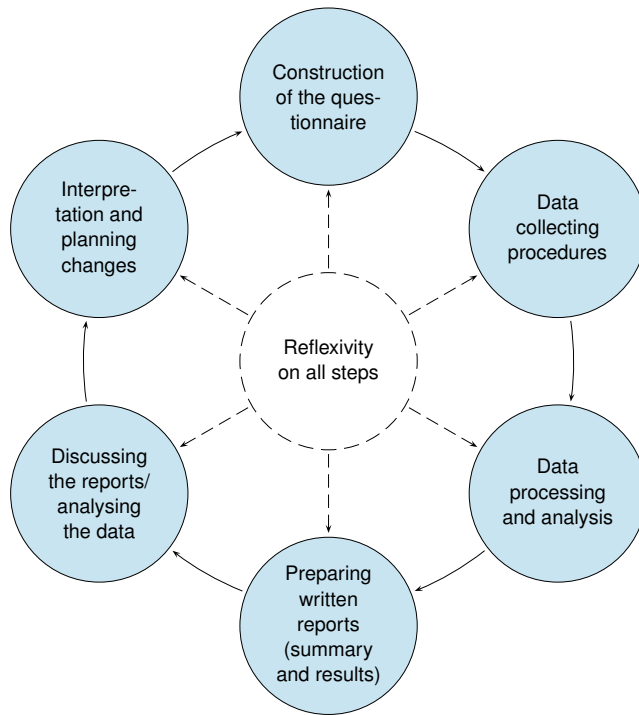 Construction
of the ques-
tionnaire
Data
collecting
procedures
Data
processing
and analysis
Preparing
written
reports
(summary
and results)
Discussing
the reports/
analysing
the data
Interpre-
tation and
planning
changes
Reflexivity
on all steps